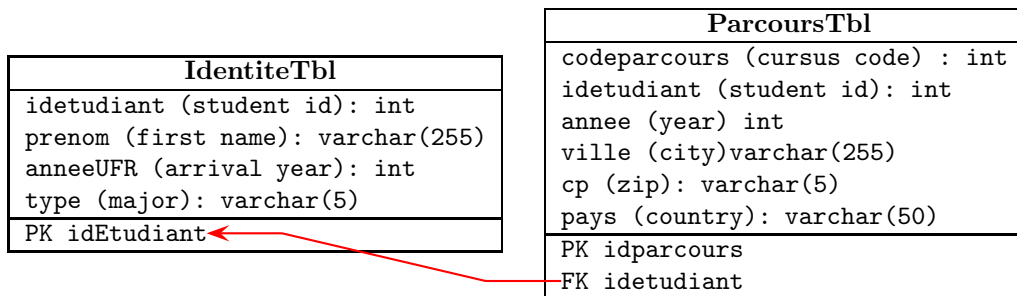 IdentiteTbl
idetudiant (student id): int
prenom (first name): varchar(255)
anneeUFR (arrival year): int
type (major): varchar(5)
PK idEtudiant
ParcoursTbl
codeparcours (cursus code) : int
idetudiant (student id): int
annee (year) int
ville (city)varchar(255)
cp (zip): varchar(5)
pays (country): varchar(50)
PK idparcours
FK idetudiant